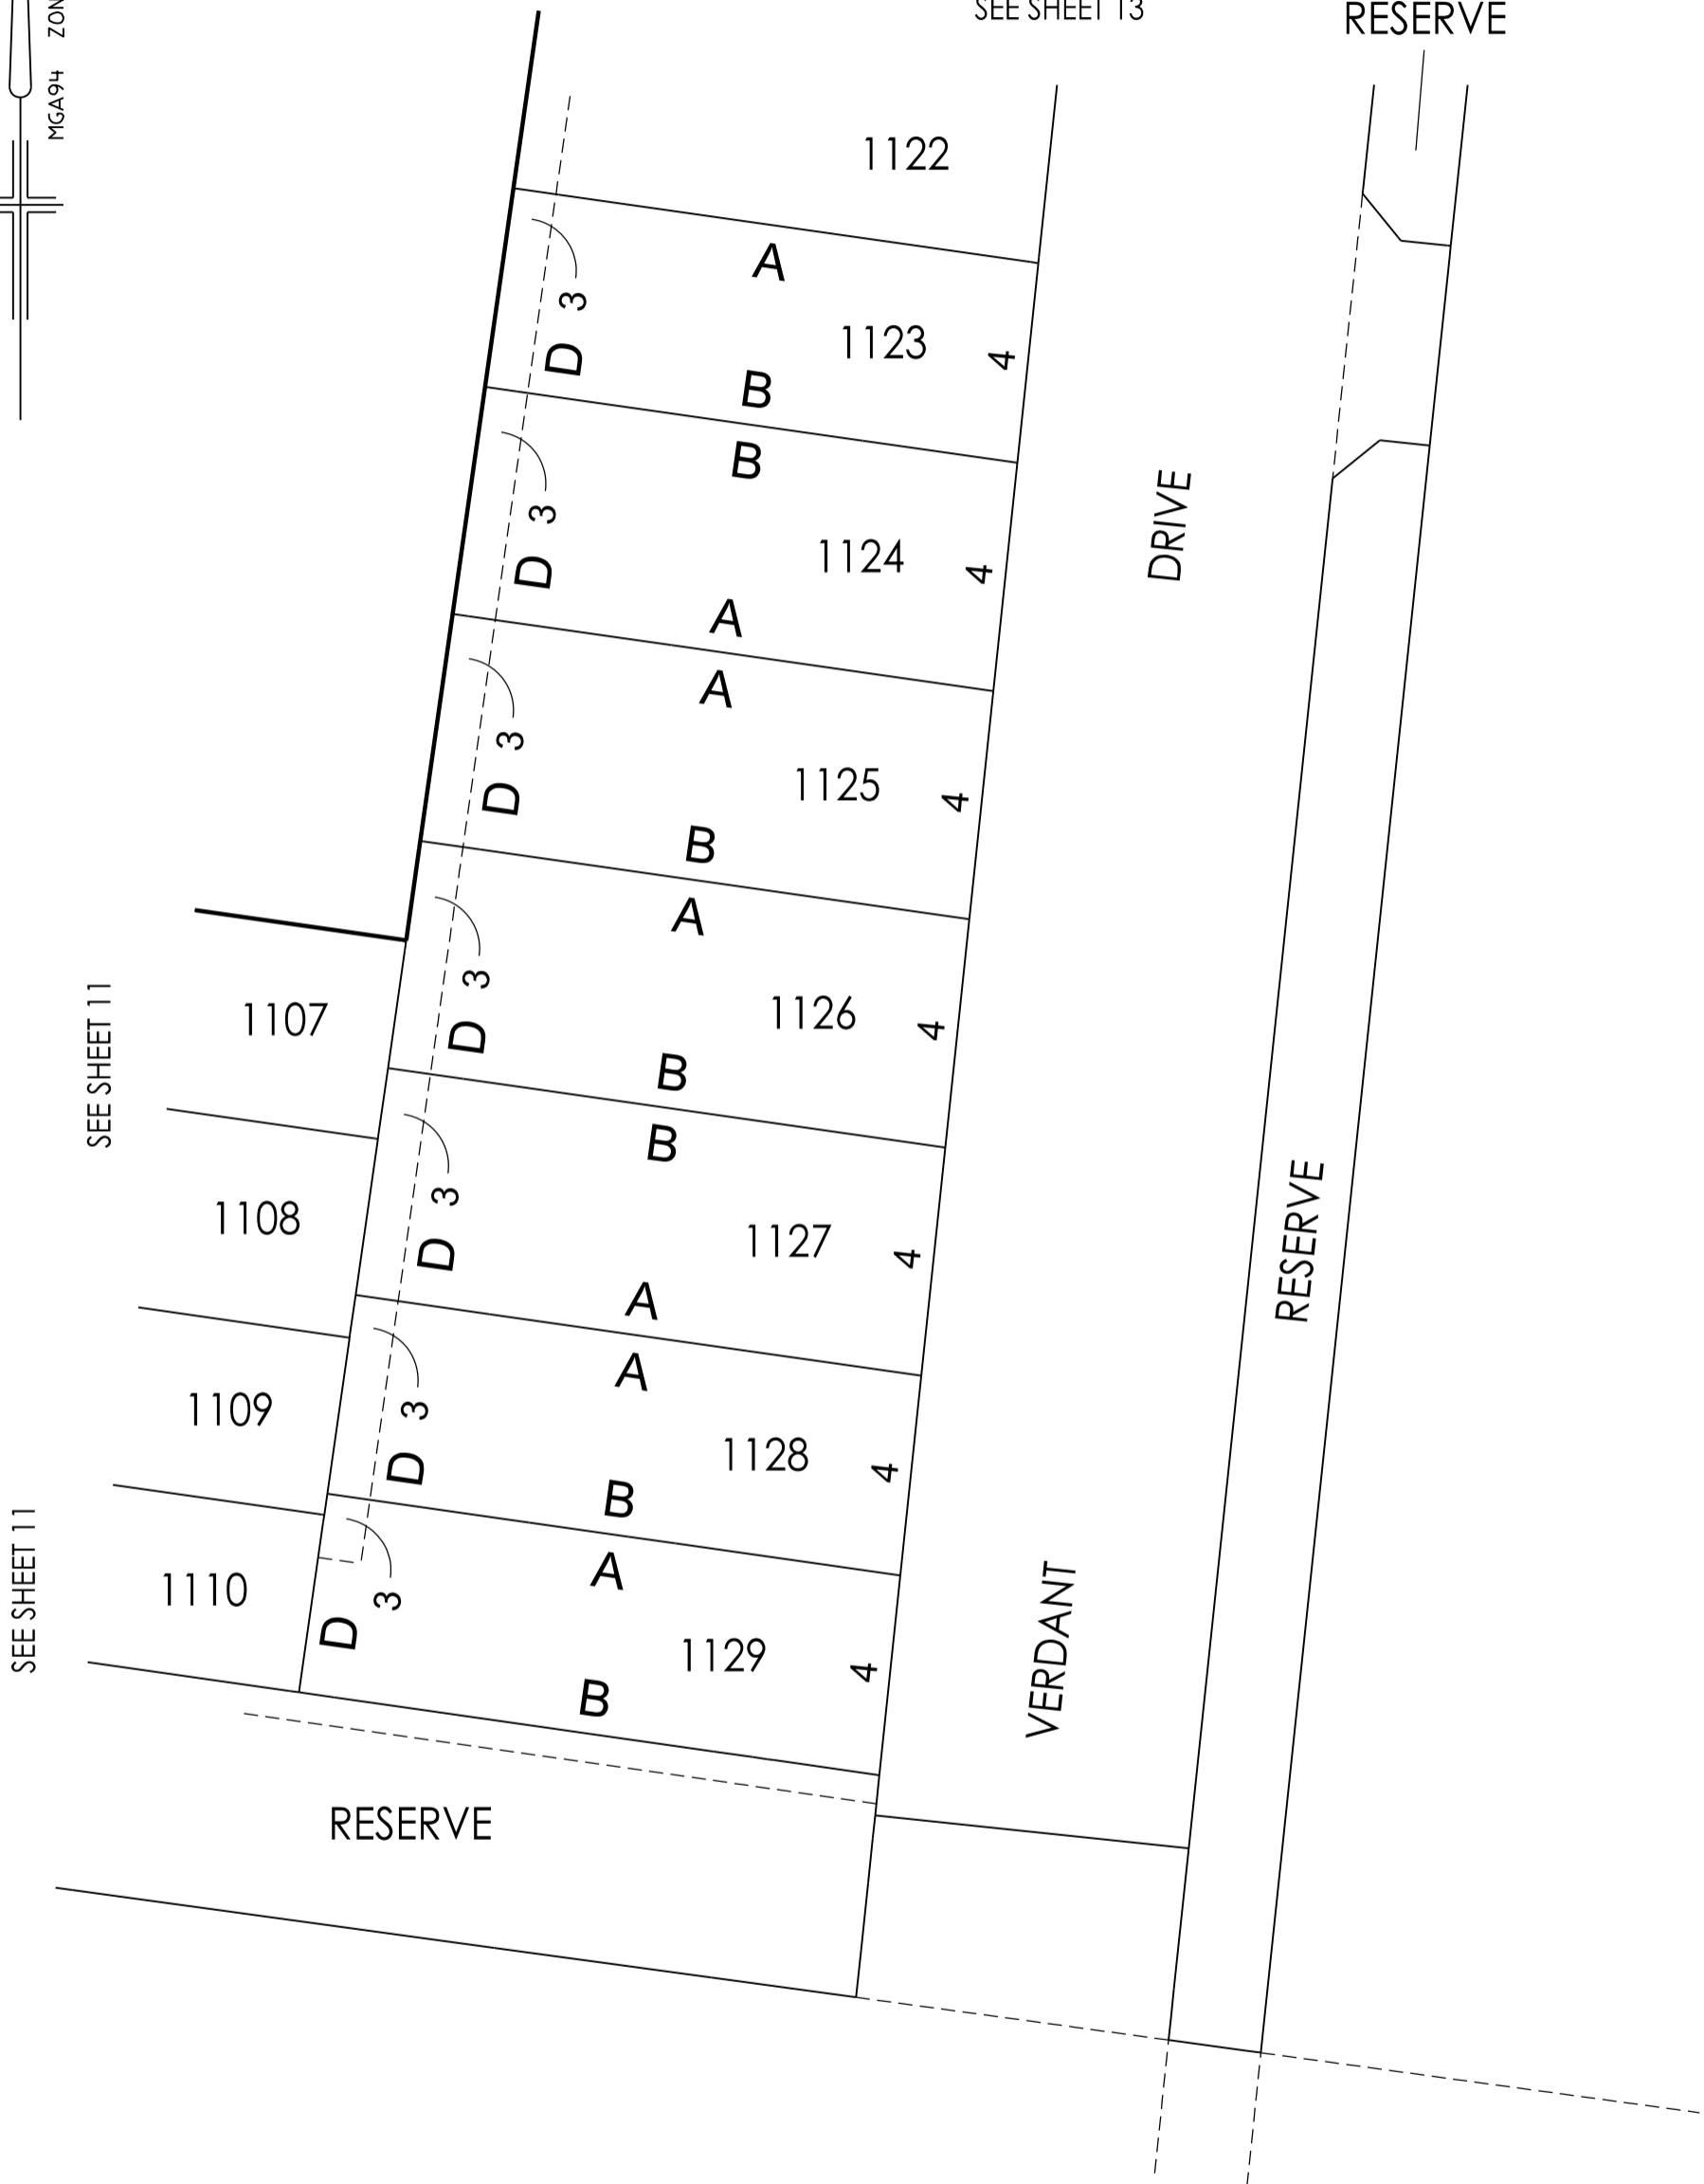 SEE SHEET 13
RESERVE
MGA94 ZON
1122
A
3
1123
4
D
B
B
3
1124
4
D
A
A
3
1125
4
D
B
A
3
1126
4
D
B
SEE SHEET 11
1107
B
3
1127
4
D
A
1108
A
3
1128
4
D
B
1109
A
3
1129
4
D
B
1110
SEE SHEET 11
DRIVE
VERDANT
RESERVE
RESERVE